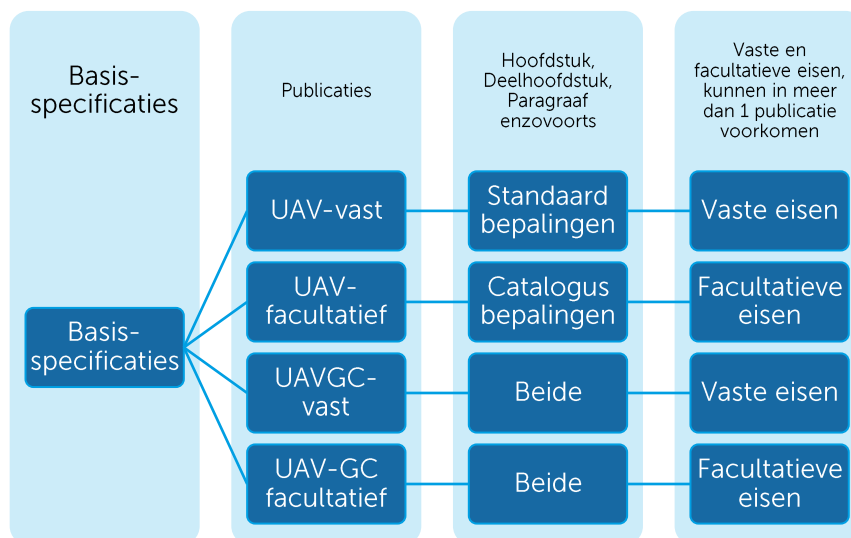 Basis-
specificaties
Publicaties
Hoofdstuk,
Deelhoofdstuk,
Paragraaf
enzovoorts
Vaste en
facultatieve eisen,
kunnen in meer
dan 1 publicatie
voorkomen
Basis-
specificaties
UAV-vast
Standaard
bepalingen
Vaste eisen
UAV-
facultatief
Catalogus
bepalingen
Facultatieve
eisen
UAVGC-
vast
Beide
Vaste eisen
UAV-GC
facultatief
Beide
Facultatieve
eisen